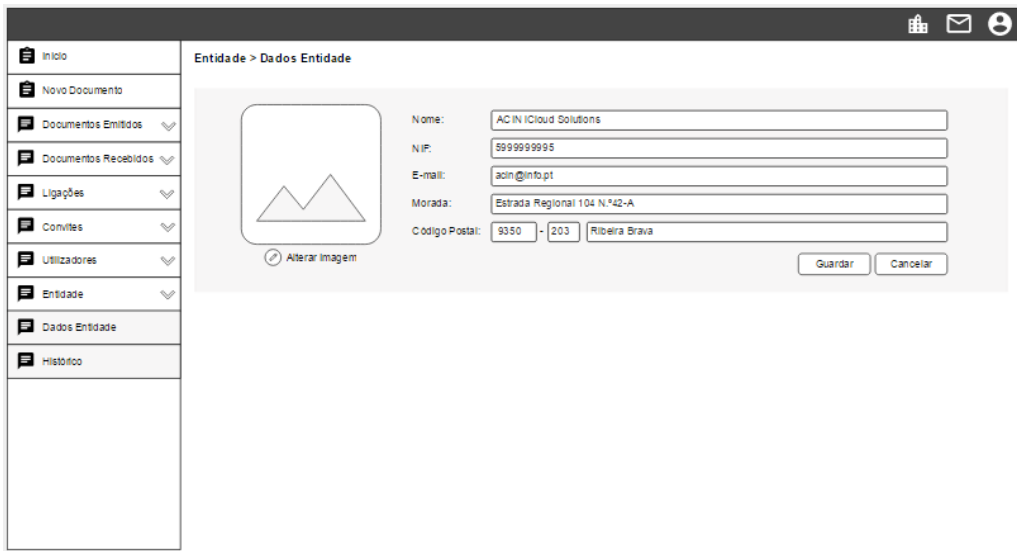 Início
Novo Documento
Documentos Emitidos
Documentos Recebidos
Ligações
Convites
Utilizadores
Entidade
Dados Entidade
Histórico
Entidade > Dados Entidade
Alterar Imagem
Nome: ACIN ICloud Solutions
NIF: 5999999995
E-mail: acin@info.pt
Morada: Estrada Regional 104 N.º42-A
Código Postal: 9350 - 203 Ribeira Brava
Guardar Cancelar